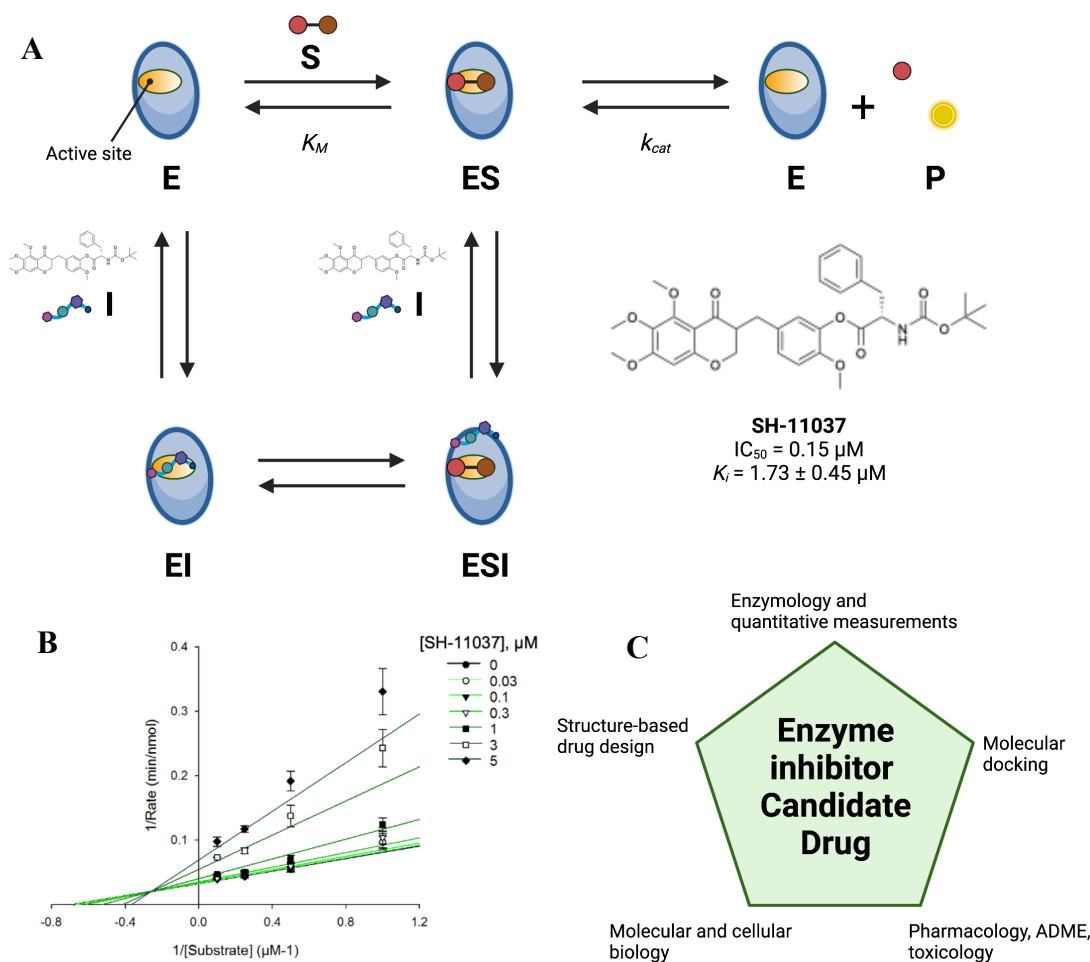 A
S
K_M
k_cat
Active site
E
ES
E
+
P
I
I
EI
ESI
SH-11037
IC50 = 0.15 µM
Ki = 1.73 ± 0.45 µM
B
[SH-11037], µM
0
0.03
0.1
0.3
1
3
5
0.4
0.3
0.2
0.1
1/Rate (min/nmol)
-0.8
-0.4
0.0
0.4
0.8
1.2
1/[Substrate] (µM-1)
C
Enzymology and
quantitative measurements
Structure-based
drug design
Molecular
docking
Enzyme
inhibitor
Candidate
Drug
Molecular and cellular
biology
Pharmacology, ADME,
toxicology